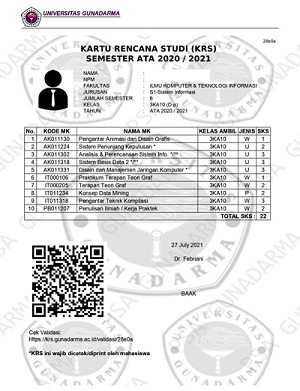 UNIVERSITAS GUNADARMA
28e0a
KARTU RENCANA STUDI (KRS)
SEMESTER ATA 2020 / 2021
NAMA :
NPM :
FAKULTAS : ILMU KOMPUTER & TEKNOLOGI INFORMASI
JURUSAN : S1-Sistem Informasi
JUMLAH SEMESTER : 6
KELAS : 3KA10 (D-p)
TAHUN : ATA 2020 / 2021
No. KODE MK NAMA MK KELAS AMBIL JENIS SKS
1 AK011130 Pengantar Animasi dan Disain Grafis 3KA10 W 2
2 AK011224 Sistem Penunjang Keputusan * 3KA10 U 2
3 AK011302 Analisis & Perencanaan Sistem Info. */** 3KA10 U 3
4 AK011318 Sistem Basis Data 2 */** 3KA10 U 3
5 AK011331 Disain dan Manajemen Jaringan Komputer * 3KA10 U 3
6 IT000106 Praktikum Terapan Teori Graf 3KA10 W 1
7 IT000205 Terapan Teori Graf 3KA10 W 2
8 IT011234 Konsep Data Mining 3KA10 P 2
9 IT011318 Pengantar Teknik Kompilasi 3KA10 W 3
10 PB011207 Penulisan Ilmiah / Kerja Praktek 3KA10 W 2
TOTAL SKS : 22
27 July 2021
Dr. Febriani
BAAK
Cek Validasi:
https://krs.gunadarma.ac.id/validasi/28e0a
*KRS ini wajib dicetak/diprint oleh mahasiswa